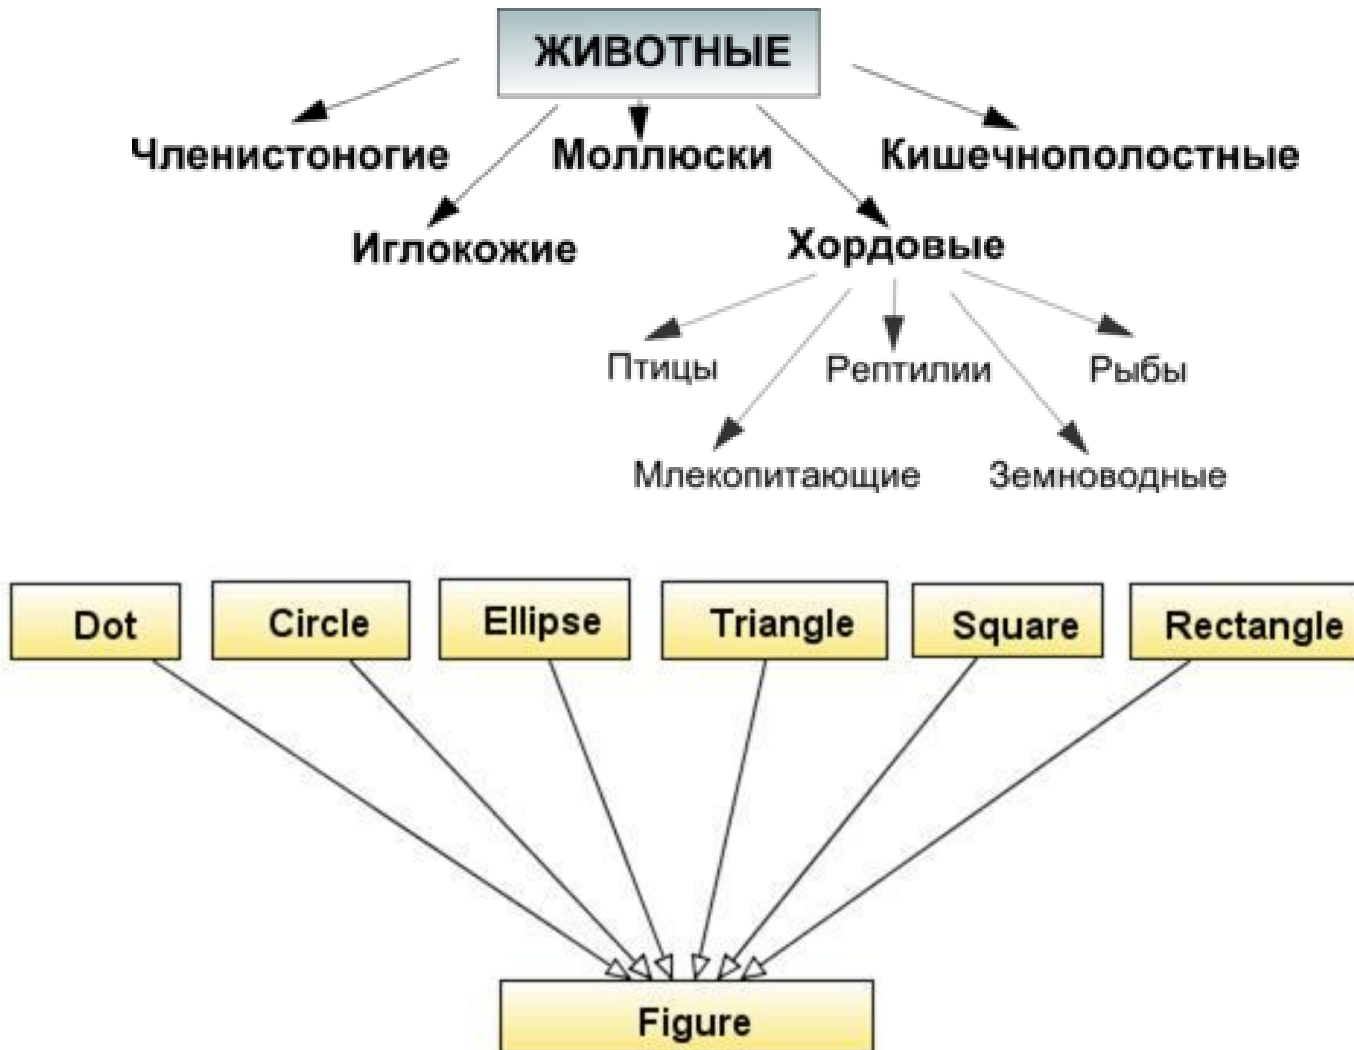 ЖИВОТНЫЕ
Членистоногие Моллюски Кишечнополостные
Иглокожие Хордовые
Птицы Рептилии Рыбы
Млекопитающие Земноводные
Dot Circle Ellipse Triangle Square Rectangle
Figure